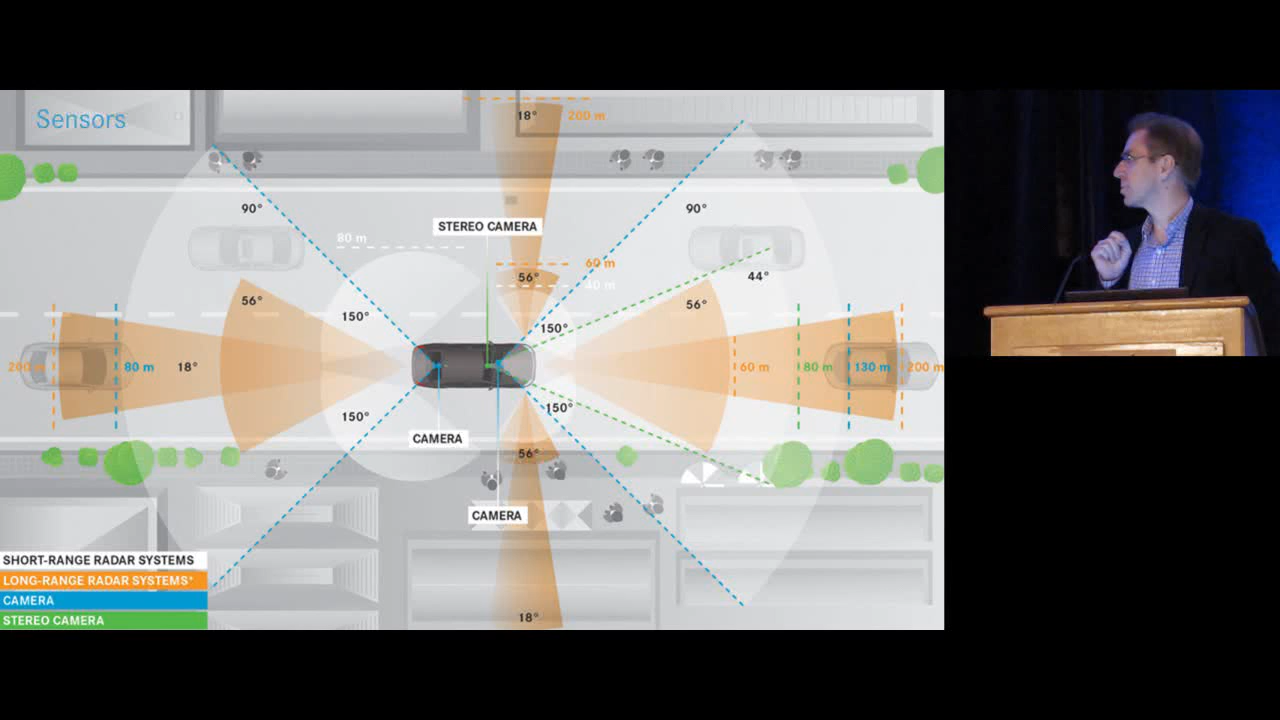 Sensors
18°
200 m
90°
90°
STEREO CAMERA
80 m
60 m
56°
44°
40 m
56°
56°
150°
150°
200 m
80 m
18°
60 m
80 m
130 m
200 m
150°
150°
CAMERA
56°
CAMERA
SHORT-RANGE RADAR SYSTEMS
LONG-RANGE RADAR SYSTEMS*
CAMERA
STEREO CAMERA
18°